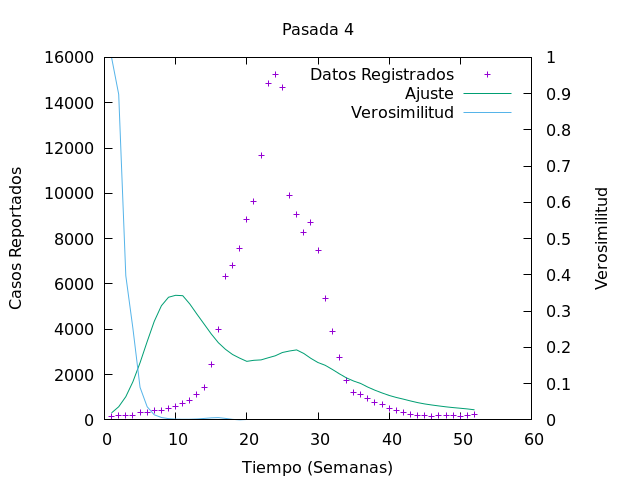 Pasada 4
16000
14000
12000
10000
8000
6000
4000
2000
0
Casos Reportados
Datos Registrados
Ajuste
Verosimilitud
1
0.9
0.8
0.7
0.6
0.5
0.4
0.3
0.2
0.1
0
Verosimilitud
0 10 20 30 40 50 60
Tiempo (Semanas)